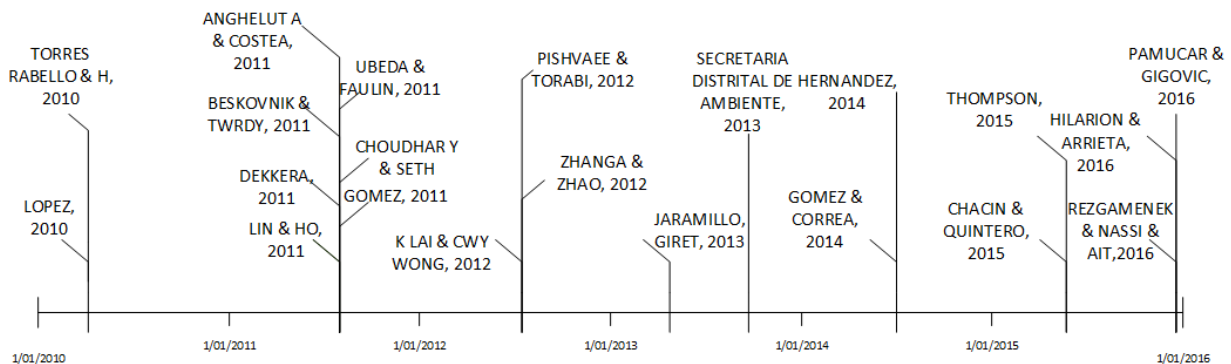 TORRES
RABELLO & H,
2010
LOPEZ,
2010
ANGHELUT A
& COSTEA,
2011
UBEDA &
FAULIN, 2011
BESKOVNIK &
TWRDY, 2011
CHOUDHAR Y
& SETH
DEKKERA,
2011
GOMEZ, 2011
LIN & HO,
2011
PISHVAEE &
TORABI, 2012
ZHANGA &
ZHAO, 2012
K LAI & CWY
WONG, 2012
JARAMILLO,
GIRET, 2013
SECRETARIA
DISTRITAL DE
AMBIENTE,
2013
HERNANDEZ,
2014
GOMEZ &
CORREA,
2014
THOMPSON,
2015
CHACIN &
QUINTERO,
2015
PAMUCAR &
GIGOVIC,
2016
HILARION &
ARRIETA,
2016
REZGAMENEK
& NASSI &
AIT,2016
1/01/2010
1/01/2011
1/01/2012
1/01/2013
1/01/2014
1/01/2015
1/01/2016